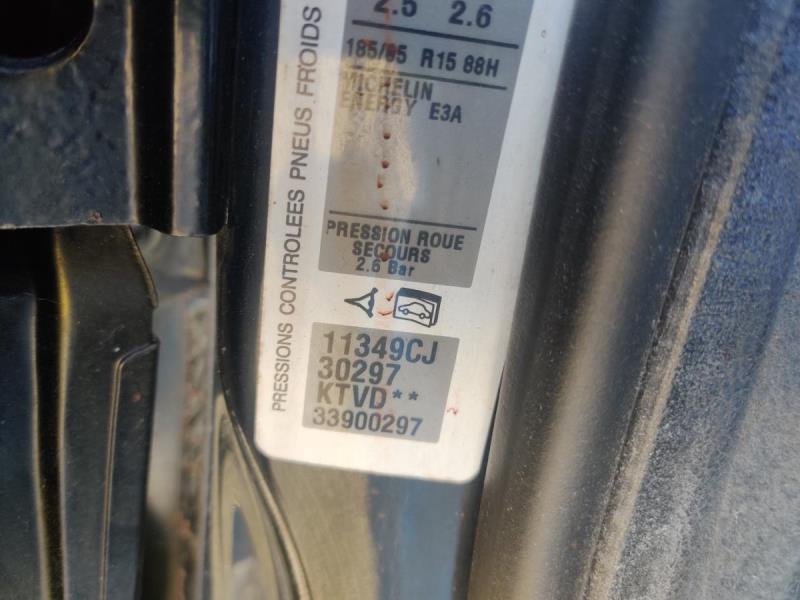 PRESSIONS CONTROLEES PNEUS FROIDS
2.5 2.6
185/65 R15 88H
MICHELIN
ENERGY E3A
PRESSION ROUE
SECOURS
2.6 Bar
11349CJ
30297
KTVD**
33900297